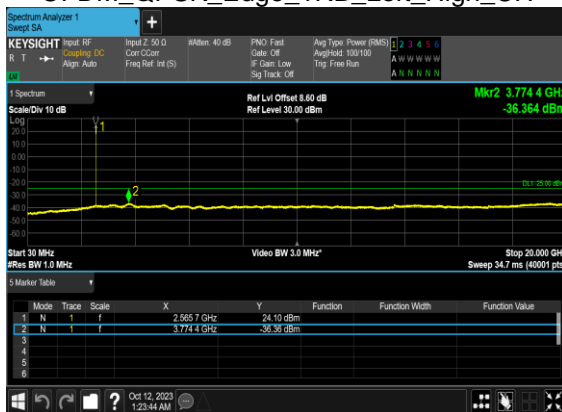 Spectrum Analyzer 1
Swept SA
KEYSIGHT Input: RF Input Z: 50 Ω #Atten: 40 dB PNO: Fast Avg Type: Power (RMS) 1 2 3 4 5 6
R T Coupling: DC Corr CCorr Gate: Off Avg|Hold: 100/100 A W W W W W
Align: Auto Freq Ref: Int (S) IF Gain: Low Trig: Free Run
Sig Track: Off A N N N N N
1 Spectrum Ref Lvl Offset 8.60 dB Mkr2 3.774 4 GHz
Scale/Div 10 dB Ref Level 30.00 dBm -36.364 dBm
Log
20.0
10.0
0.00
-10.0
-20.0
-30.0
-40.0
-50.0
-60.0
1
2
Start 30 MHz Video BW 3.0 MHz* Stop 20.000 GH
#Res BW 1.0 MHz Sweep 34.7 ms (40001 pts
5 Marker Table
Mode Trace Scale X Y Function Function Width Function Value
1 N 1 f 2.565 7 GHz 24.10 dBm
2 N 1 f 3.774 4 GHz -36.36 dBm
3
4
5
6
Oct 12, 2023
1:23:44 AM